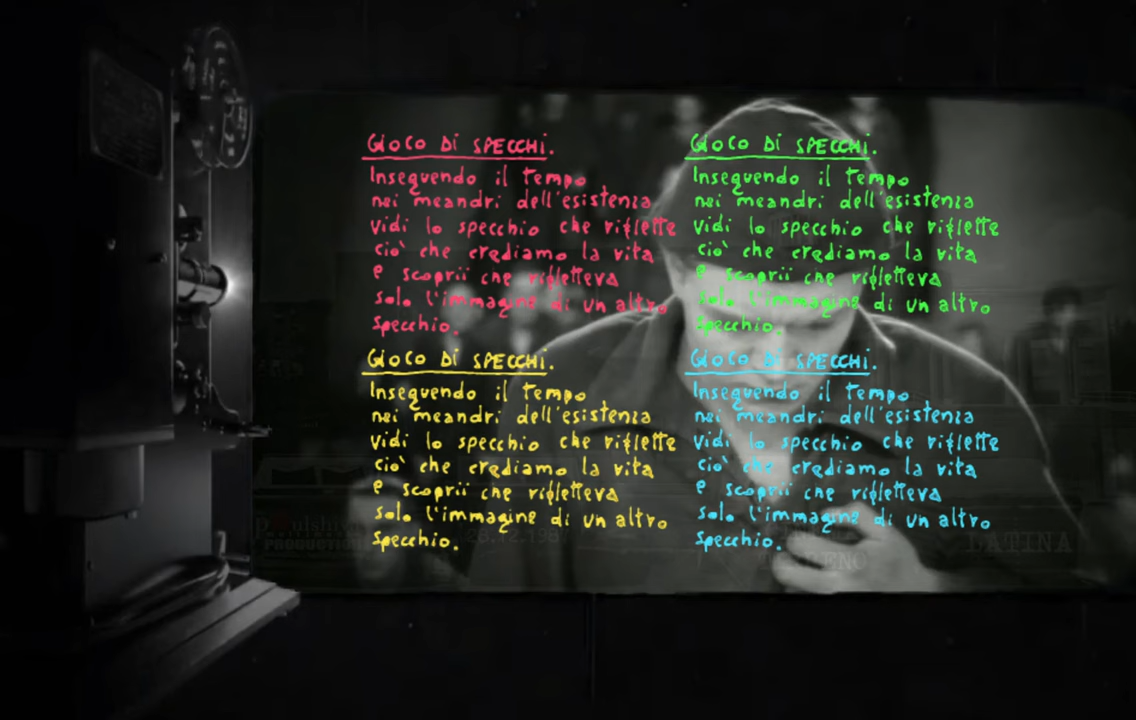 GIOCO DI SPECCHI.
Inseguendo il tempo
nei meandri dell'esistenza
vidi lo specchio che riflette
ciò che crediamo la vita
e scoprii che rifletteva
solo l'immagine di un altro
specchio.
GIOCO DI SPECCHI.
Inseguendo il tempo
nei meandri dell'esistenza
vidi lo specchio che riflette
ciò che crediamo la vita
e scoprii che rifletteva
solo l'immagine di un altro
specchio.
GIOCO DI SPECCHI.
Inseguendo il tempo
nei meandri dell'esistenza
vidi lo specchio che riflette
ciò che crediamo la vita
e scoprii che rifletteva
solo l'immagine di un altro
specchio.
GIOCO DI SPECCHI.
Inseguendo il tempo
nei meandri dell'esistenza
vidi lo specchio che riflette
ciò che crediamo la vita
e scoprii che rifletteva
solo l'immagine di un altro
specchio.
PRODUCTION
LATINA